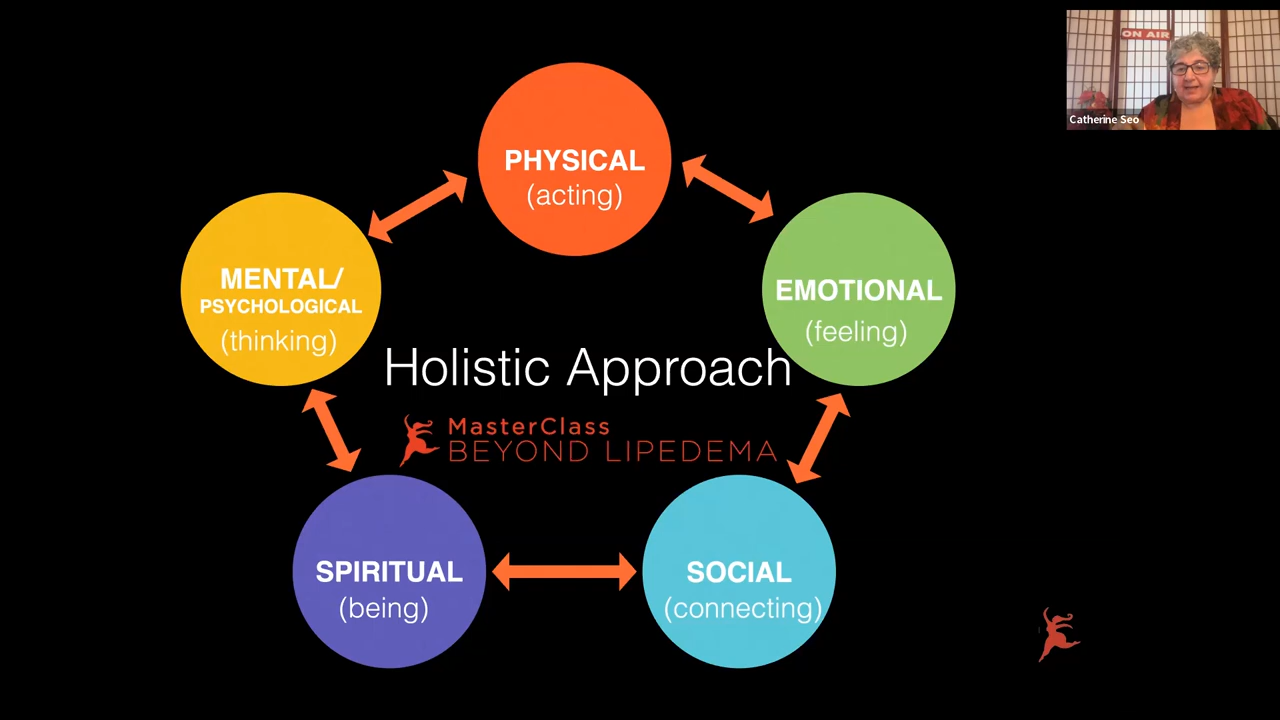 ON AIR
Catherine Seo
PHYSICAL
(acting)
MENTAL/
PSYCHOLOGICAL
(thinking)
EMOTIONAL
(feeling)
Holistic Approach
MasterClass
BEYOND LIPEDEMA
SPIRITUAL
(being)
SOCIAL
(connecting)